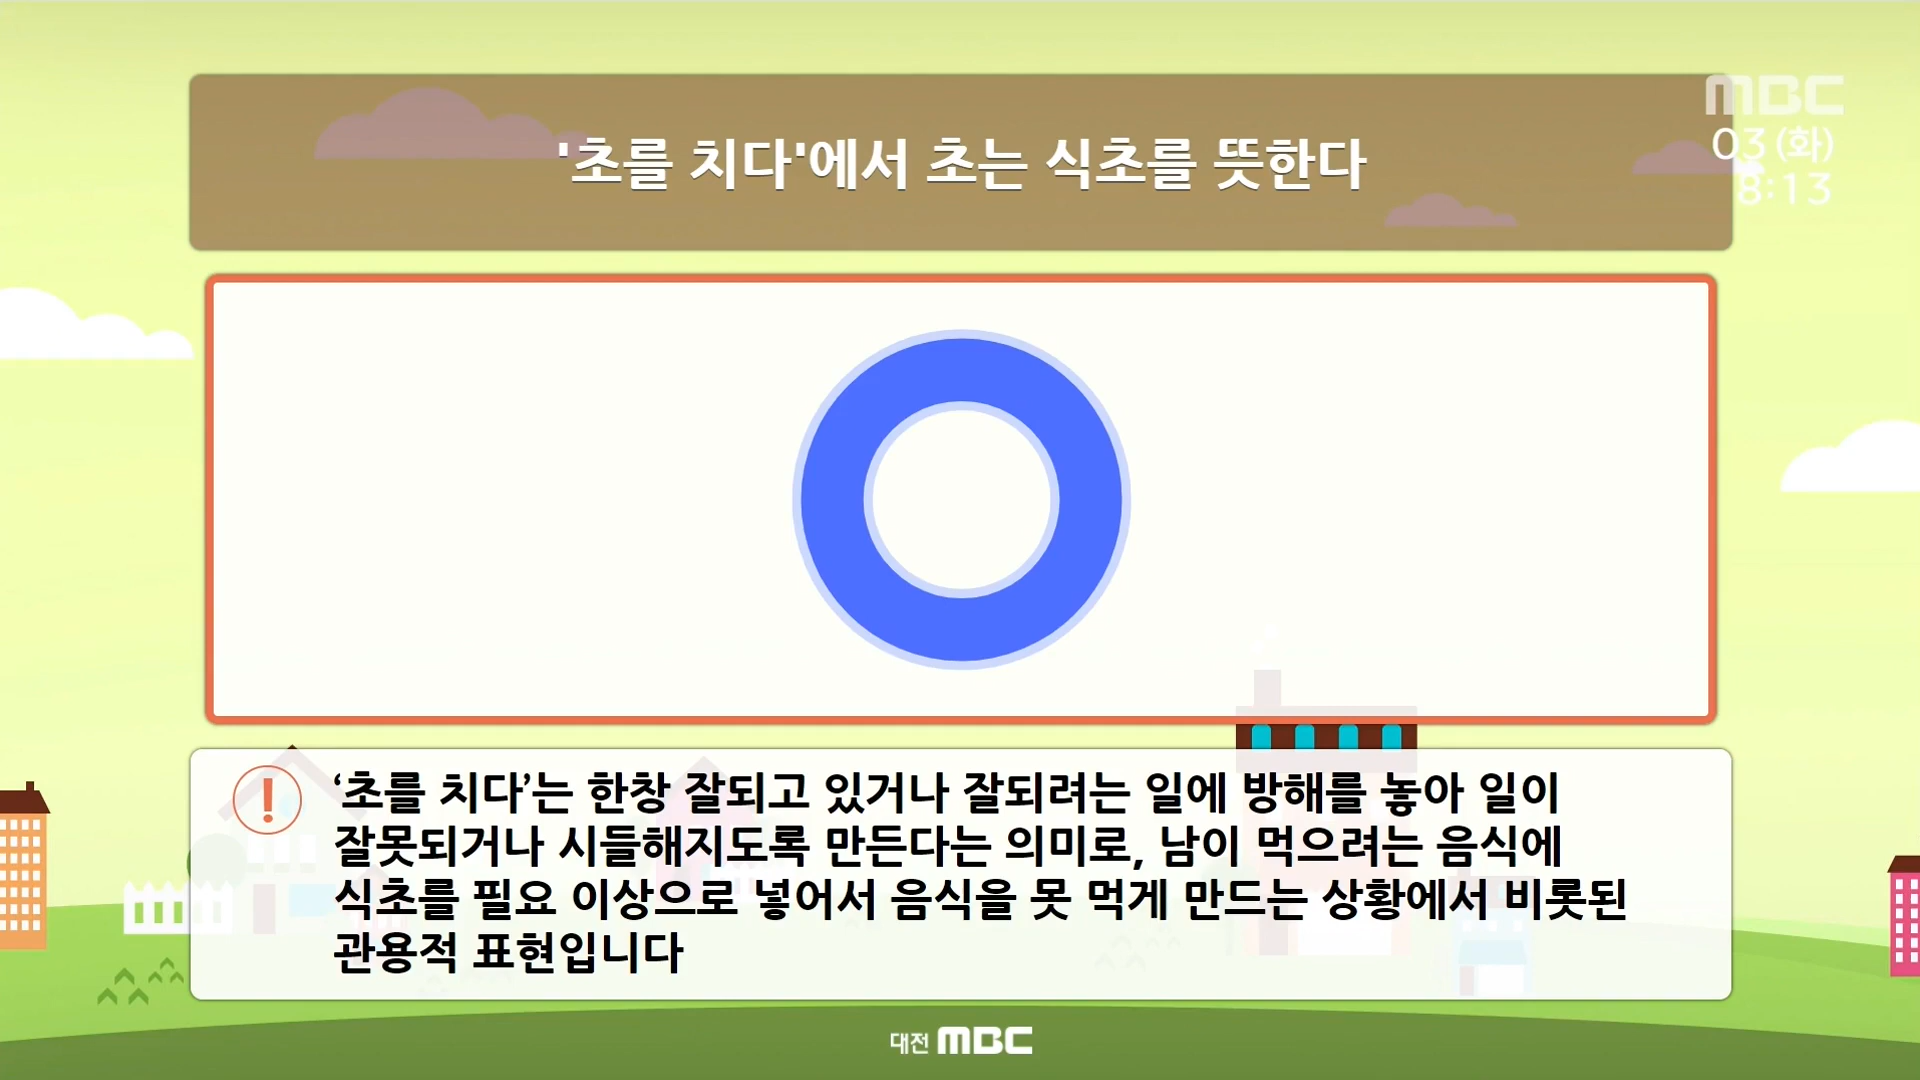 MBC
03 (화)
8:13
'초를 치다'에서 초는 식초를 뜻한다
‘초를 치다’는 한창 잘되고 있거나 잘되려는 일에 방해를 놓아 일이
잘못되거나 시들해지도록 만든다는 의미로, 남이 먹으려는 음식에
식초를 필요 이상으로 넣어서 음식을 못 먹게 만드는 상황에서 비롯된
관용적 표현입니다
대전 MBC